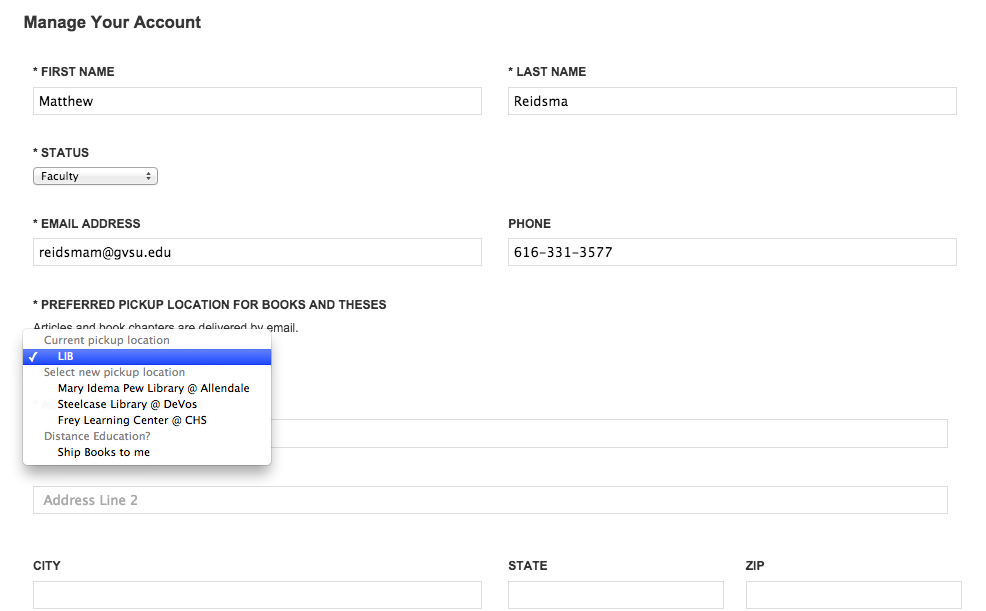 Manage Your Account
* FIRST NAME
* LAST NAME
Matthew
Reidsma
* STATUS
Faculty
* EMAIL ADDRESS
PHONE
reidsmam@gvsu.edu
616-331-3577
* PREFERRED PICKUP LOCATION FOR BOOKS AND THESES
Articles and book chapters are delivered by email.
Current pickup location
✓ LIB
Select new pickup location
Mary Idema Pew Library @ Allendale
Steelcase Library @ DeVos
Frey Learning Center @ CHS
Distance Education?
Ship Books to me
Address Line 2
CITY
STATE
ZIP